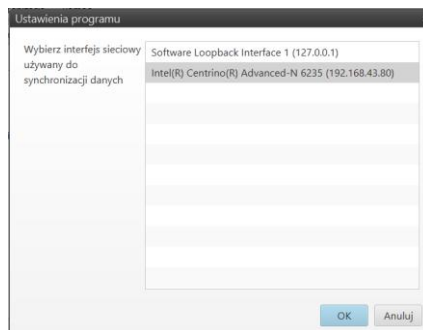 Ustawienia programu
Wybierz interfejs sieciowy
używany do
synchronizacji danych
Software Loopback Interface 1 (127.0.0.1)
Intel(R) Centrino(R) Advanced-N 6235 (192.168.43.80)
OK
Anuluj